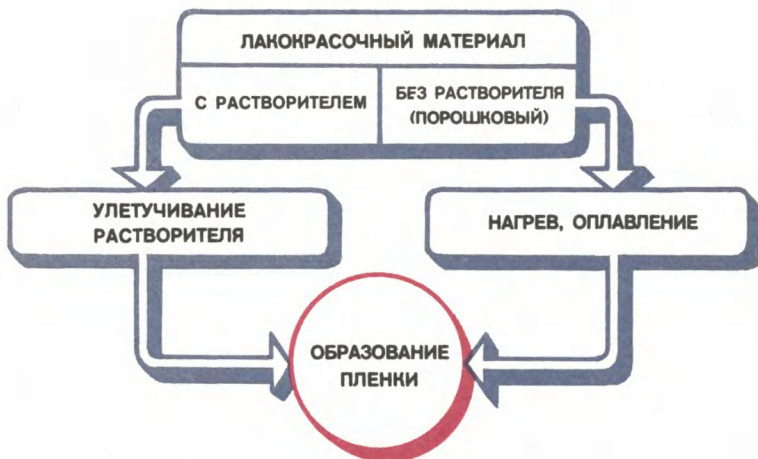 ЛАКОКРАСОЧНЫЙ МАТЕРИАЛ
С РАСТВОРИТЕЛЕМ
БЕЗ РАСТВОРИТЕЛЯ
(ПОРОШКОВЫЙ)
УЛЕТУЧИВАНИЕ
РАСТВОРИТЕЛЯ
НАГРЕВ, ОПЛАВЛЕНИЕ
ОБРАЗОВАНИЕ
ПЛЕНКИ